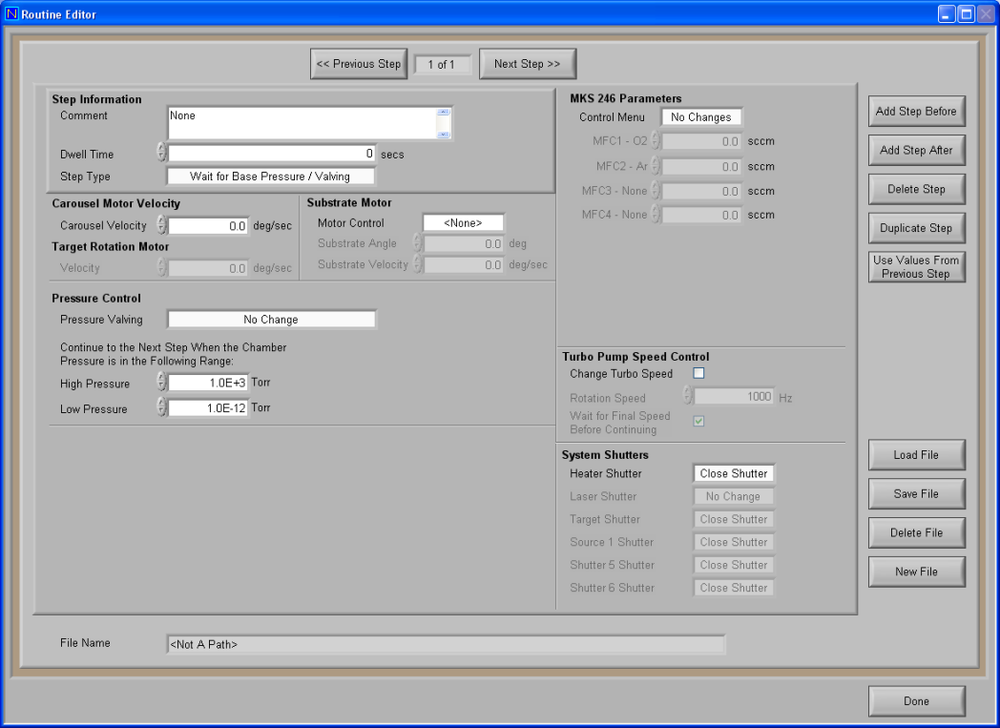 Routine Editor
<< Previous Step
1 of 1
Next Step >>
Step Information
Comment
None
Dwell Time
0 secs
Step Type
Wait for Base Pressure / Valving
Carousel Motor Velocity
Carousel Velocity
0.0 deg/sec
Target Rotation Motor
Velocity
0.0 deg/sec
Substrate Motor
Motor Control
<None>
Substrate Angle
0.0 deg
Substrate Velocity
0.0 deg/sec
Pressure Control
Pressure Valving
No Change
Continue to the Next Step When the Chamber
Pressure is in the Following Range:
High Pressure
1.0E+3 Torr
Low Pressure
1.0E-12 Torr
MKS 246 Parameters
Control Menu
No Changes
MFC1 - O2
0.0 sccm
MFC2 - Ar
0.0 sccm
MFC3 - None
0.0 sccm
MFC4 - None
0.0 sccm
Turbo Pump Speed Control
Change Turbo Speed
Rotation Speed
1000 Hz
Wait for Final Speed
Before Continuing
System Shutters
Heater Shutter
Close Shutter
Laser Shutter
No Change
Target Shutter
Close Shutter
Source 1 Shutter
Close Shutter
Shutter 5 Shutter
Close Shutter
Shutter 6 Shutter
Close Shutter
Add Step Before
Add Step After
Delete Step
Duplicate Step
Use Values From
Previous Step
Load File
Save File
Delete File
New File
File Name
<Not A Path>
Done